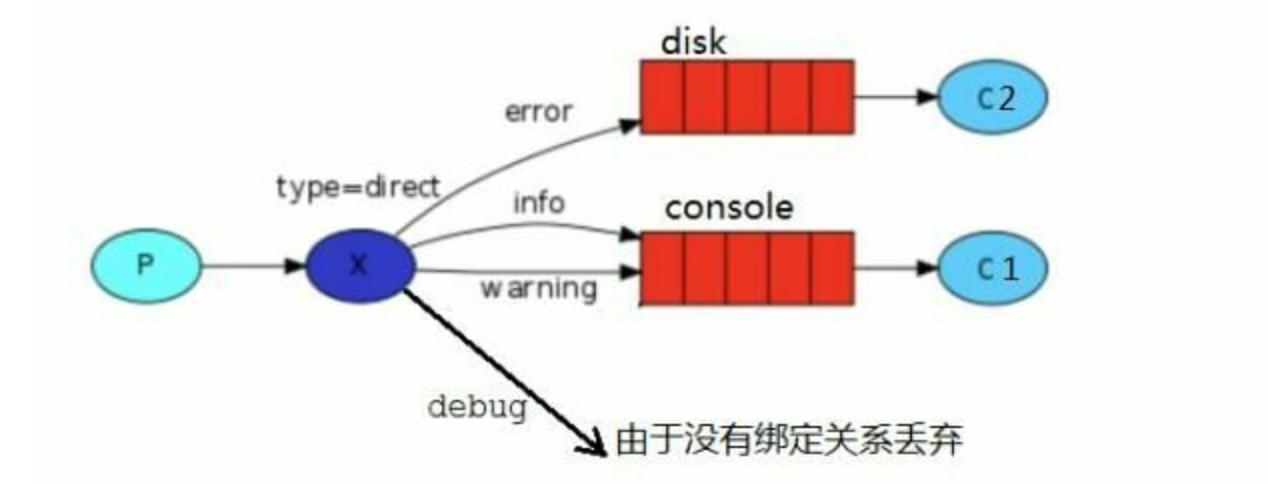 disk
error
C2
type=direct
info
console
P
X
warning
C1
debug
由于没有绑定关系丢弃